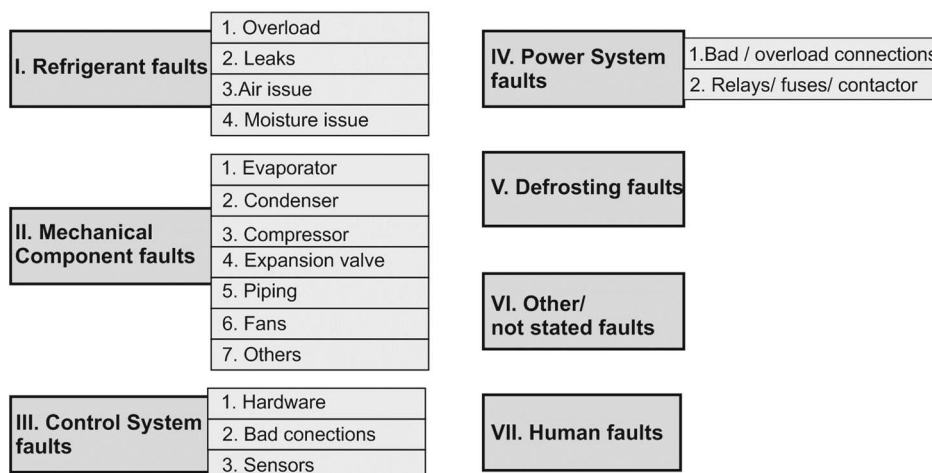 I. Refrigerant faults
1. Overload
2. Leaks
3.Air issue
4. Moisture issue
II. Mechanical
Component faults
1. Evaporator
2. Condenser
3. Compressor
4. Expansion valve
5. Piping
6. Fans
7. Others
III. Control System
faults
1. Hardware
2. Bad conections
3. Sensors
IV. Power System
faults
1.Bad / overload connections
2. Relays/ fuses/ contactor
V. Defrosting faults
VI. Other/
not stated faults
VII. Human faults